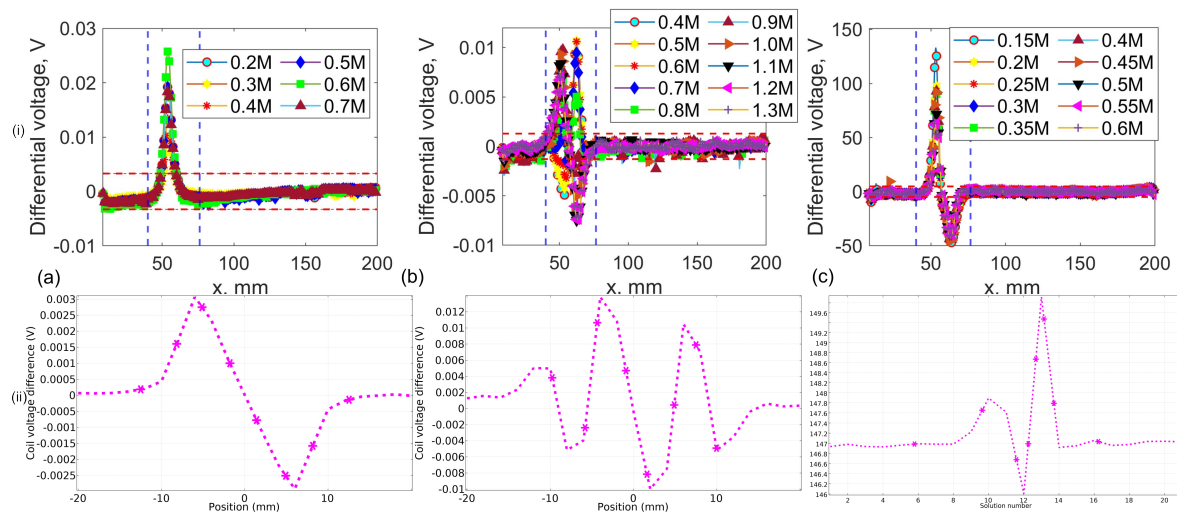 0.03
0.02
0.01
0
-0.01
Differential voltage, V
0.2M 0.5M
0.3M 0.6M
0.4M 0.7M
50 100 150 200
x, mm
(i)
(a)
0.01
0.005
0
-0.005
-0.01
Differential voltage, V
0.4M 0.9M
0.5M 1.0M
0.6M 1.1M
0.7M 1.2M
0.8M 1.3M
50 100 150 200
x, mm
(b)
150
100
50
0
-50
Differential voltage, V
0.15M 0.4M
0.2M 0.45M
0.25M 0.5M
0.3M 0.55M
0.35M 0.6M
50 100 150 200
x, mm
(c)
(ii)
0.003
0.0025
0.002
0.0015
0.001
0.0005
0
-0.0005
-0.001
-0.0015
-0.002
-0.0025
Coil voltage difference (V)
-20 -10 0 10
Position (mm)
0.012
0.01
0.008
0.006
0.004
0.002
0
-0.002
-0.004
-0.006
-0.008
-0.01
Coil voltage difference (V)
-20 -10 0 10
Position (mm)
149.6
149.4
149.2
149
148.8
148.6
148.4
148.2
148
147.8
147.6
147.4
147.2
147
146.8
146.6
146.4
146.2
146
2 4 6 8 10 12 14 16 18 20
Solution number